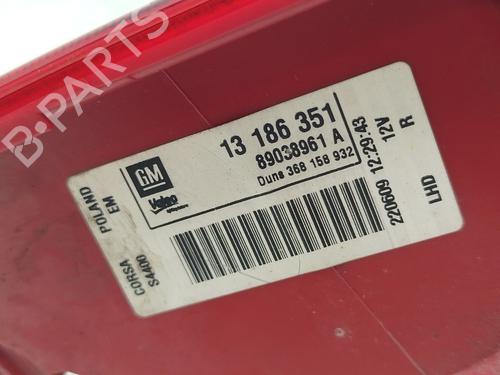 B-PARTS
GM
Valeo
13 186 351
89038961 A
Duns 368 158 932
POLAND
EM
CORSA
S4400
220609 12:29:43
12V
R
LHD